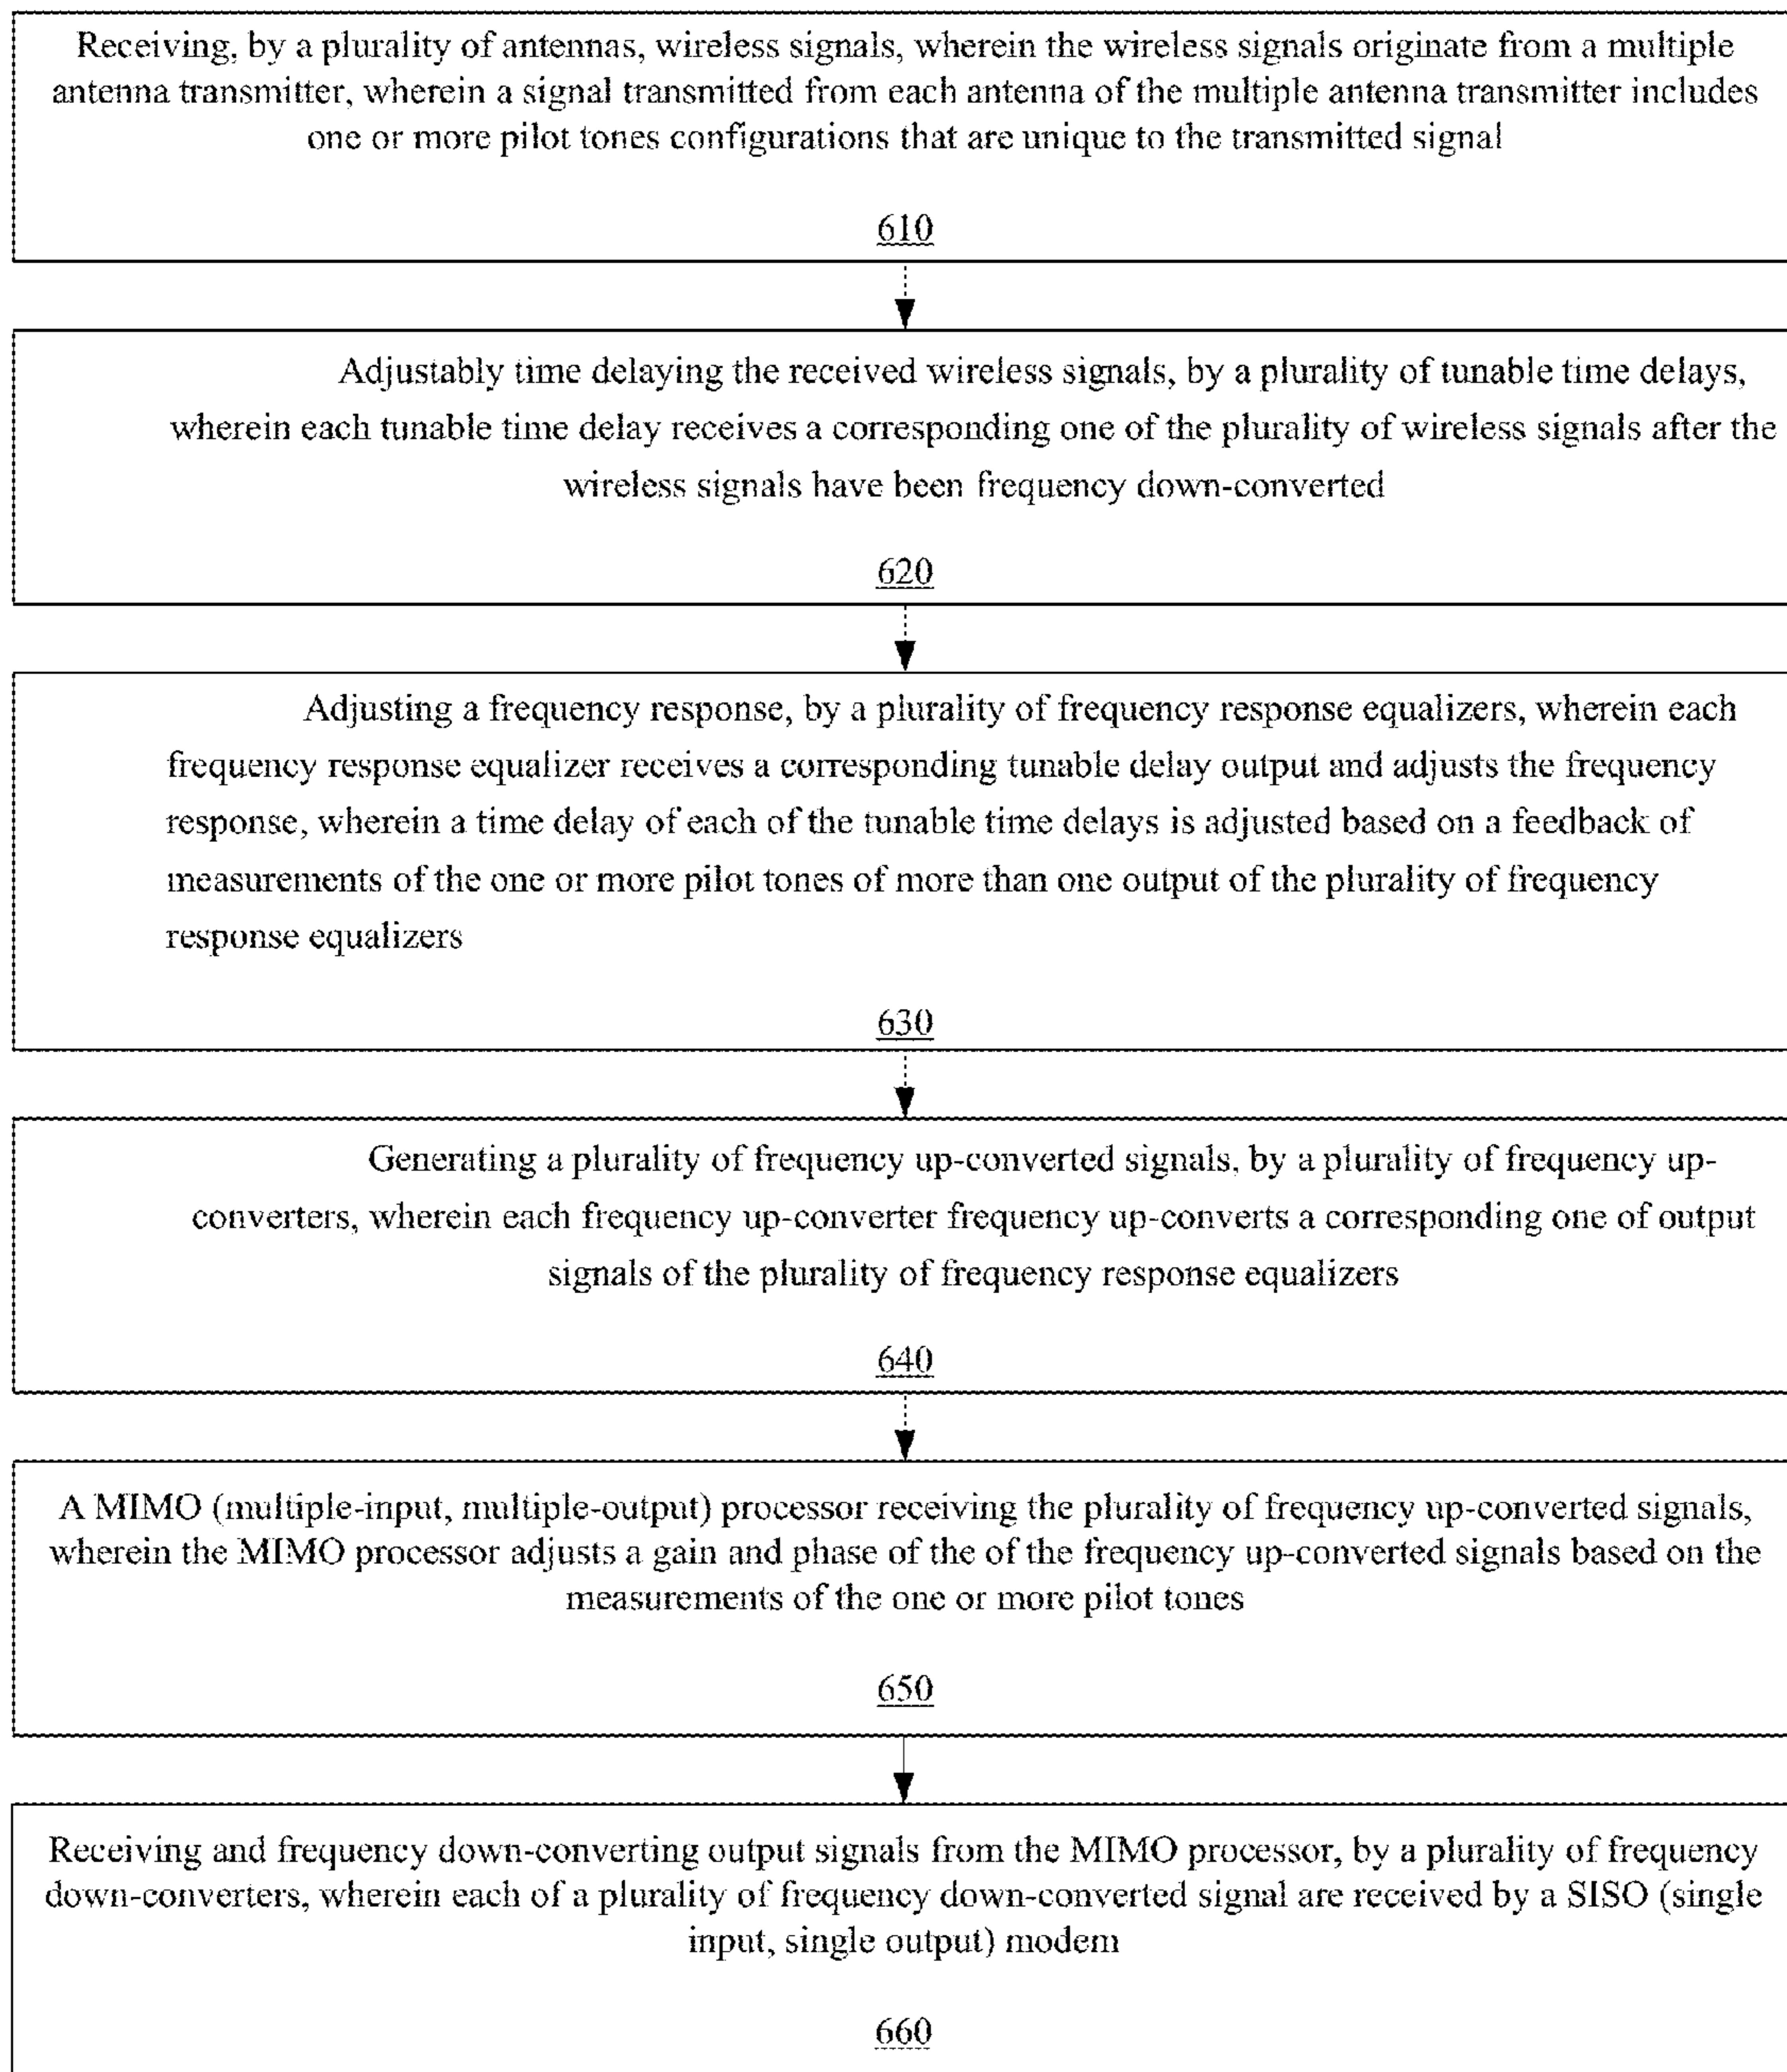 Receiving, by a plurality of antennas, wireless signals, wherein the wireless signals originate from a multiple
antenna transmitter, wherein a signal transmitted from each antenna of the multiple antenna transmitter includes
one or more pilot tones configurations that are unique to the transmitted signal
610
Adjustably time delaying the received wireless signals, by a plurality of tunable time delays,
wherein each tunable time delay receives a corresponding one of the plurality of wireless signals after the
wireless signals have been frequency down-converted
620
Adjusting a frequency response, by a plurality of frequency response equalizers, wherein each
frequency response equalizer receives a corresponding tunable delay output and adjusts the frequency
response, wherein a time delay of each of the tunable time delays is adjusted based on a feedback of
measurements of the one or more pilot tones of more than one output of the plurality of frequency
response equalizers
630
Generating a plurality of frequency up-converted signals, by a plurality of frequency up-
converters, wherein each frequency up-converter frequency up-converts a corresponding one of output
signals of the plurality of frequency response equalizers
640
A MIMO (multiple-input, multiple-output) processor receiving the plurality of frequency up-converted signals,
wherein the MIMO processor adjusts a gain and phase of the of the frequency up-converted signals based on the
measurements of the one or more pilot tones
650
Receiving and frequency down-converting output signals from the MIMO processor, by a plurality of frequency
down-converters, wherein each of a plurality of frequency down-converted signal are received by a SISO (single
input, single output) modem
660